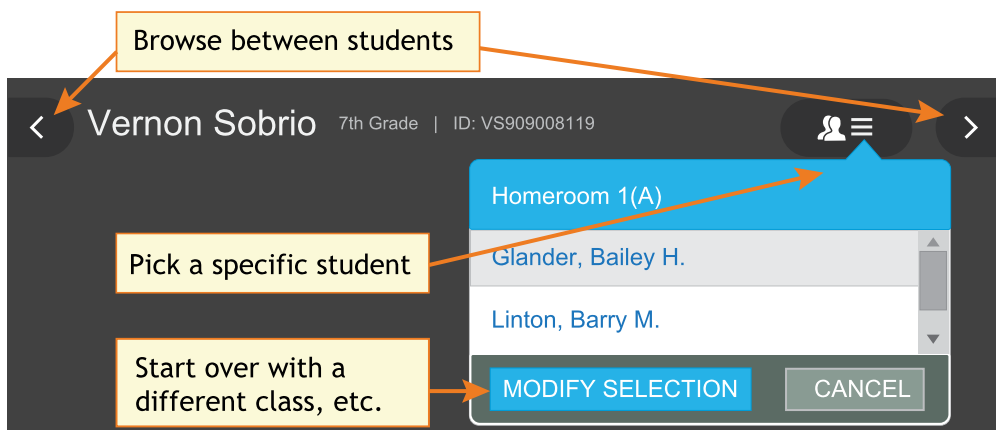 Browse between students
Vernon Sobrio 7th Grade | ID: VS909008119
Homeroom 1(A)
Pick a specific student
Glander, Bailey H.
Linton, Barry M.
Start over with a
different class, etc.
MODIFY SELECTION CANCEL